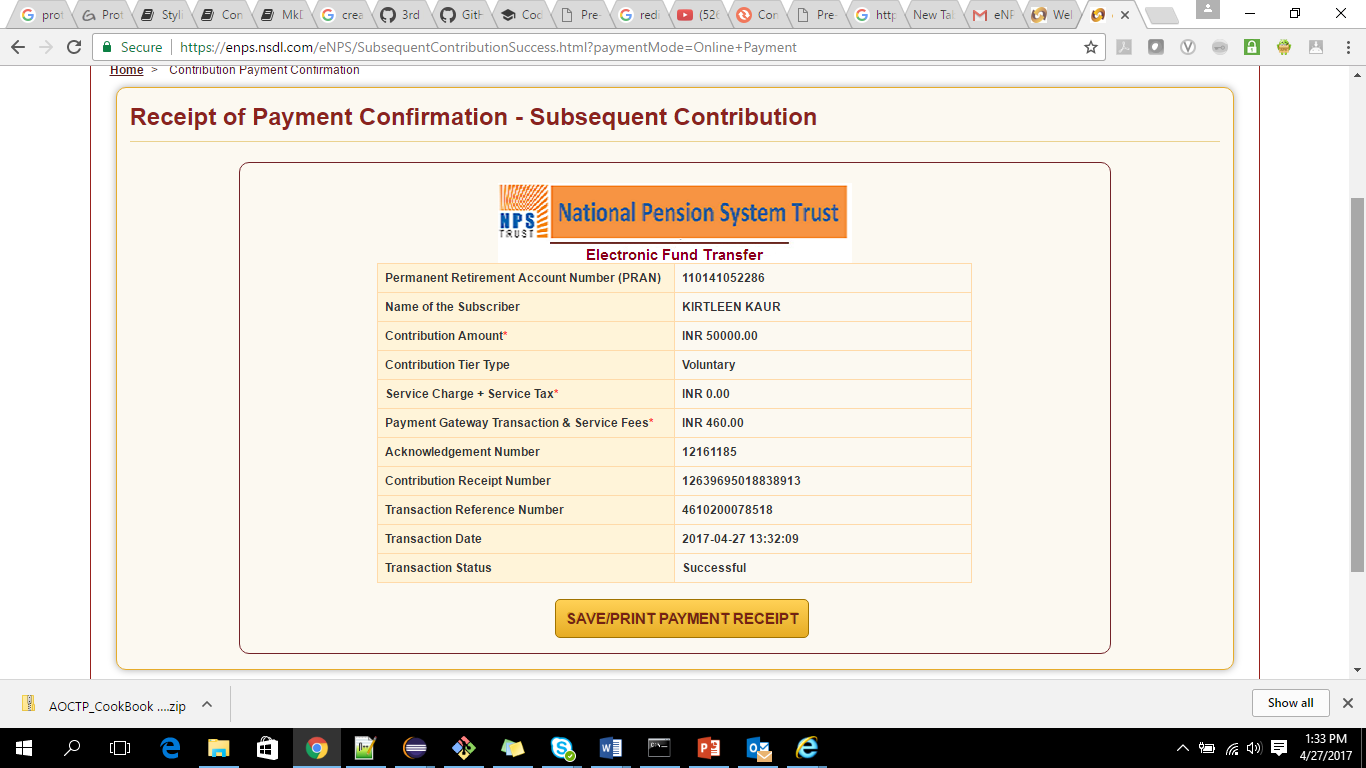 prot
Prot
Styli
Con
MkD
crea
3rd
GitH
Coc
Pre
redi
(526
Con
Pre
http
New Tab
eNP
Wel
Secure https://enps.nsdl.com/eNPS/SubsequentContributionSuccess.html?paymentMode=Online+Payment
Home > Contribution Payment Confirmation
Receipt of Payment Confirmation - Subsequent Contribution
NPS
TRUST
National Pension System Trust
Electronic Fund Transfer
Permanent Retirement Account Number (PRAN) 110141052286
Name of the Subscriber KIRTLEEN KAUR
Contribution Amount* INR 50000.00
Contribution Tier Type Voluntary
Service Charge + Service Tax* INR 0.00
Payment Gateway Transaction & Service Fees* INR 460.00
Acknowledgement Number 12161185
Contribution Receipt Number 12639695018838913
Transaction Reference Number 4610200078518
Transaction Date 2017-04-27 13:32:09
Transaction Status Successful
SAVE/PRINT PAYMENT RECEIPT
AOCTP_CookBook ....zip
Show all
1:33 PM
4/27/2017